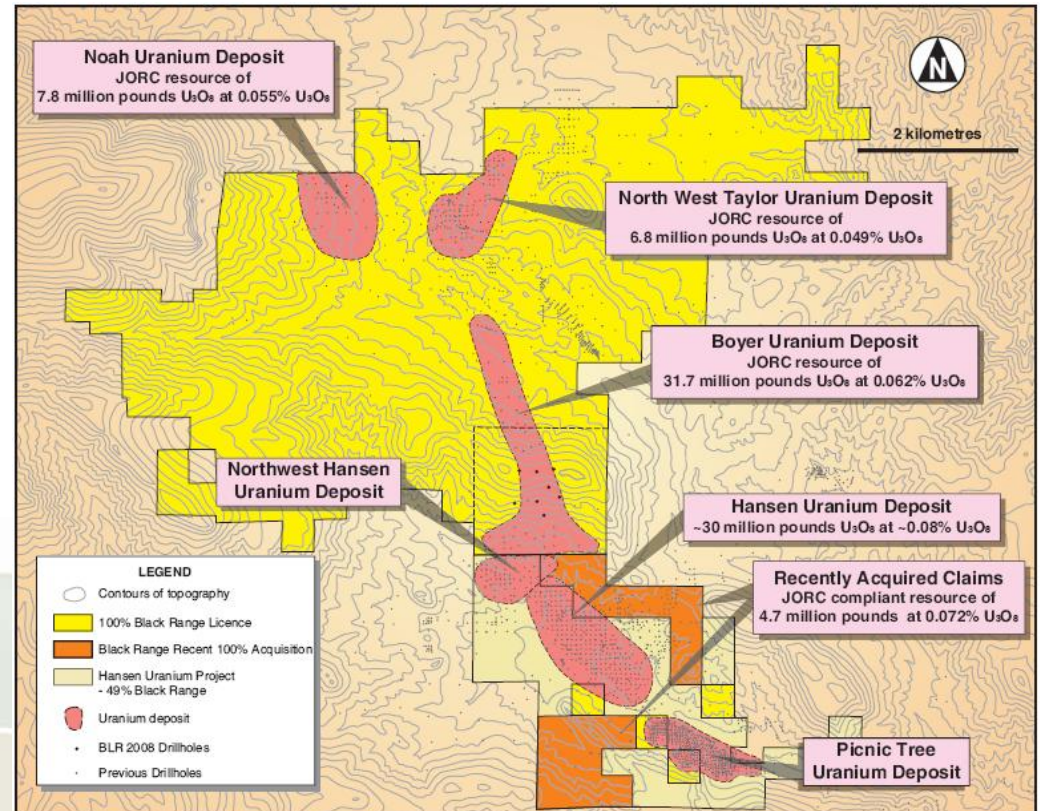 Noah Uranium Deposit
JORC resource of
7.8 million pounds U₃O₈ at 0.055% U₃O₈
N
2 kilometres
North West Taylor Uranium Deposit
JORC resource of
6.8 million pounds U₃O₈ at 0.049% U₃O₈
Boyer Uranium Deposit
JORC resource of
31.7 million pounds U₃O₈ at 0.062% U₃O₈
Northwest Hansen
Uranium Deposit
Hansen Uranium Deposit
~30 million pounds U₃O₈ at ~0.08% U₃O₈
Recently Acquired Claims
JORC compliant resource of
4.7 million pounds at 0.072% U₃O₈
Picnic Tree
Uranium Deposit
LEGEND
Contours of topography
100% Black Range Licence
Black Range Recent 100% Acquisition
Hansen Uranium Project
- 49% Black Range
Uranium deposit
BLR 2008 Drillholes
Previous Drillholes